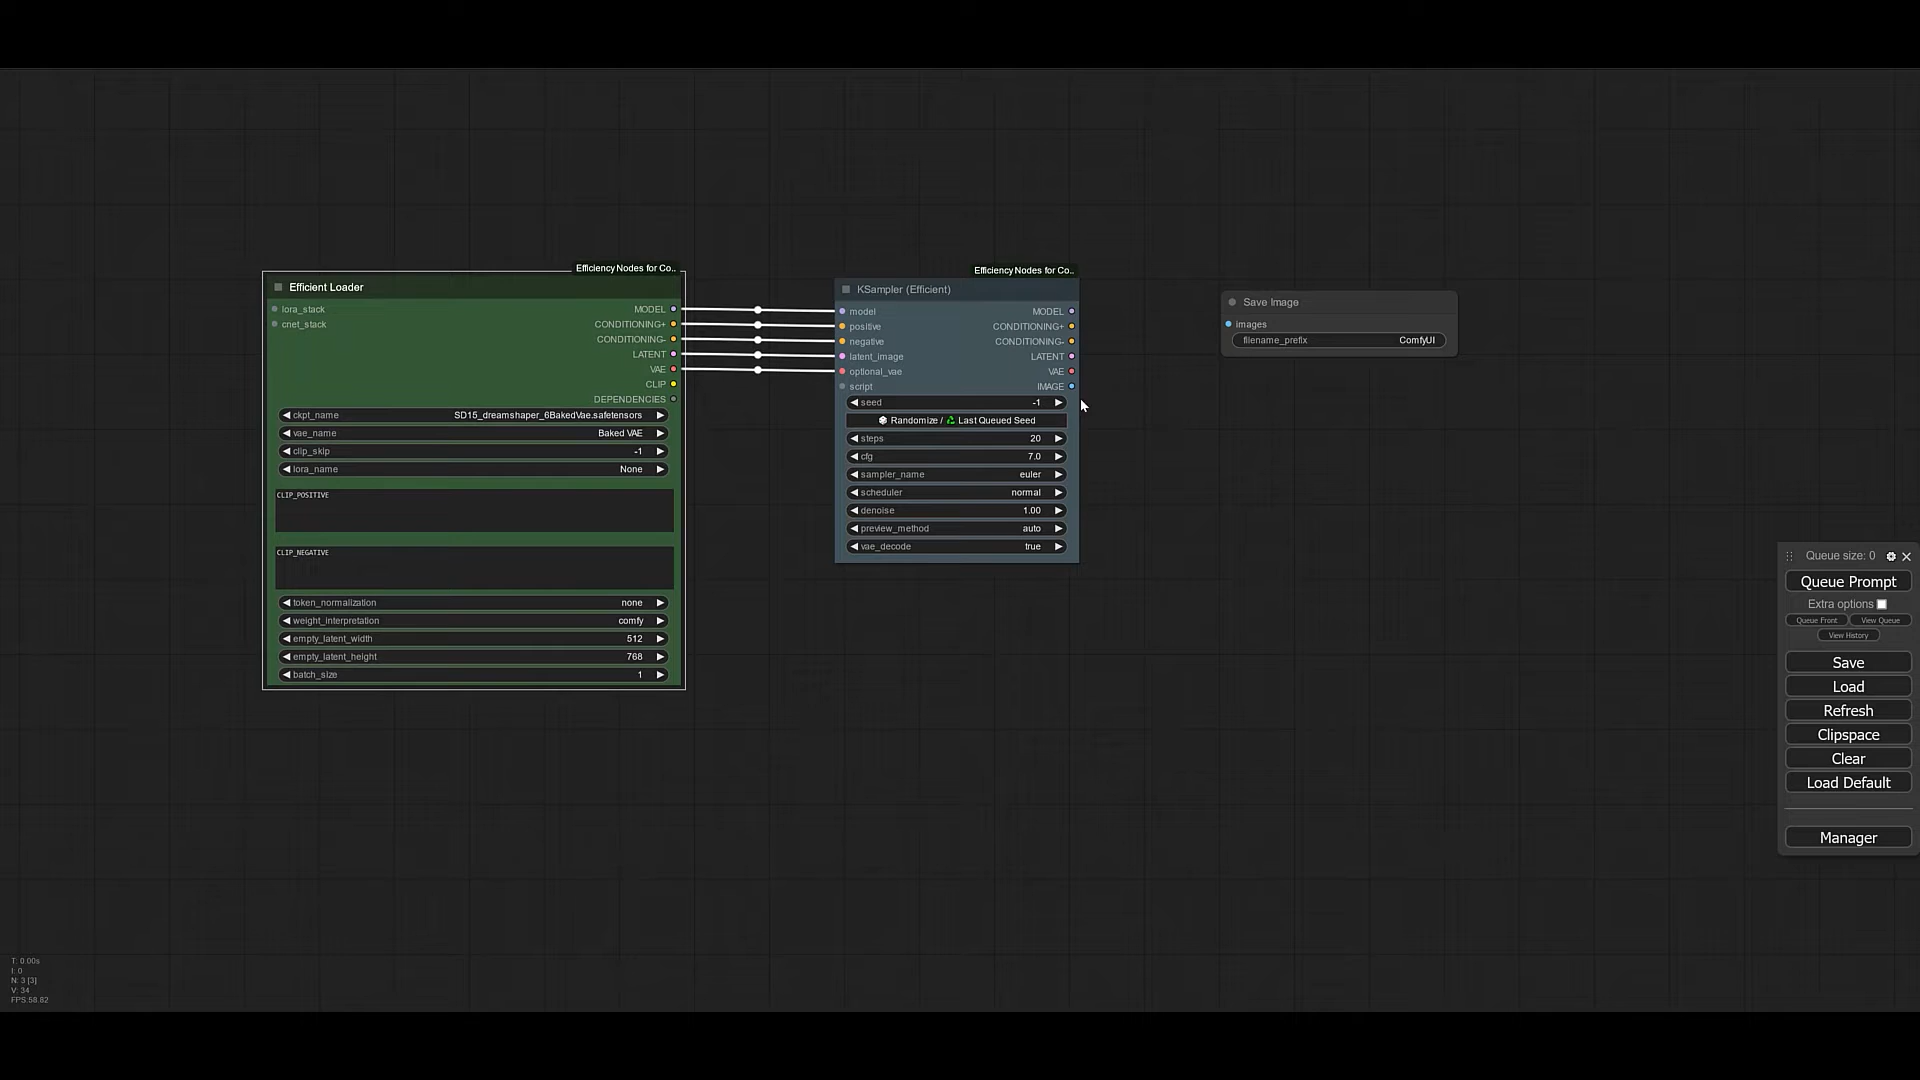 Efficiency Nodes for Co..
Efficient Loader
lora_stack
cnet_stack
MODEL
CONDITIONING+
CONDITIONING-
LATENT
VAE
CLIP
DEPENDENCIES
ckpt_name SD15_dreamshaper_6BakedVae.safetensors
vae_name Baked VAE
clip_skip -1
lora_name None
CLIP_POSITIVE
CLIP_NEGATIVE
token_normalization none
weight_interpretation comfy
empty_latent_width 512
empty_latent_height 768
batch_size 1
Efficiency Nodes for Co..
KSampler (Efficient)
model MODEL
positive CONDITIONING+
negative CONDITIONING-
latent_image LATENT
optional_vae VAE
script IMAGE
seed -1
Randomize / Last Queued Seed
steps 20
cfg 7.0
sampler_name euler
scheduler normal
denoise 1.00
preview_method auto
vae_decode true
Save Image
images
filename_prefix ComfyUI
Queue size: 0
Queue Prompt
Extra options
Queue Front View Queue
View History
Save
Load
Refresh
Clipspace
Clear
Load Default
Manager
T: 0.00s
I: 0
N: 3 [3]
V: 34
FPS:58.82